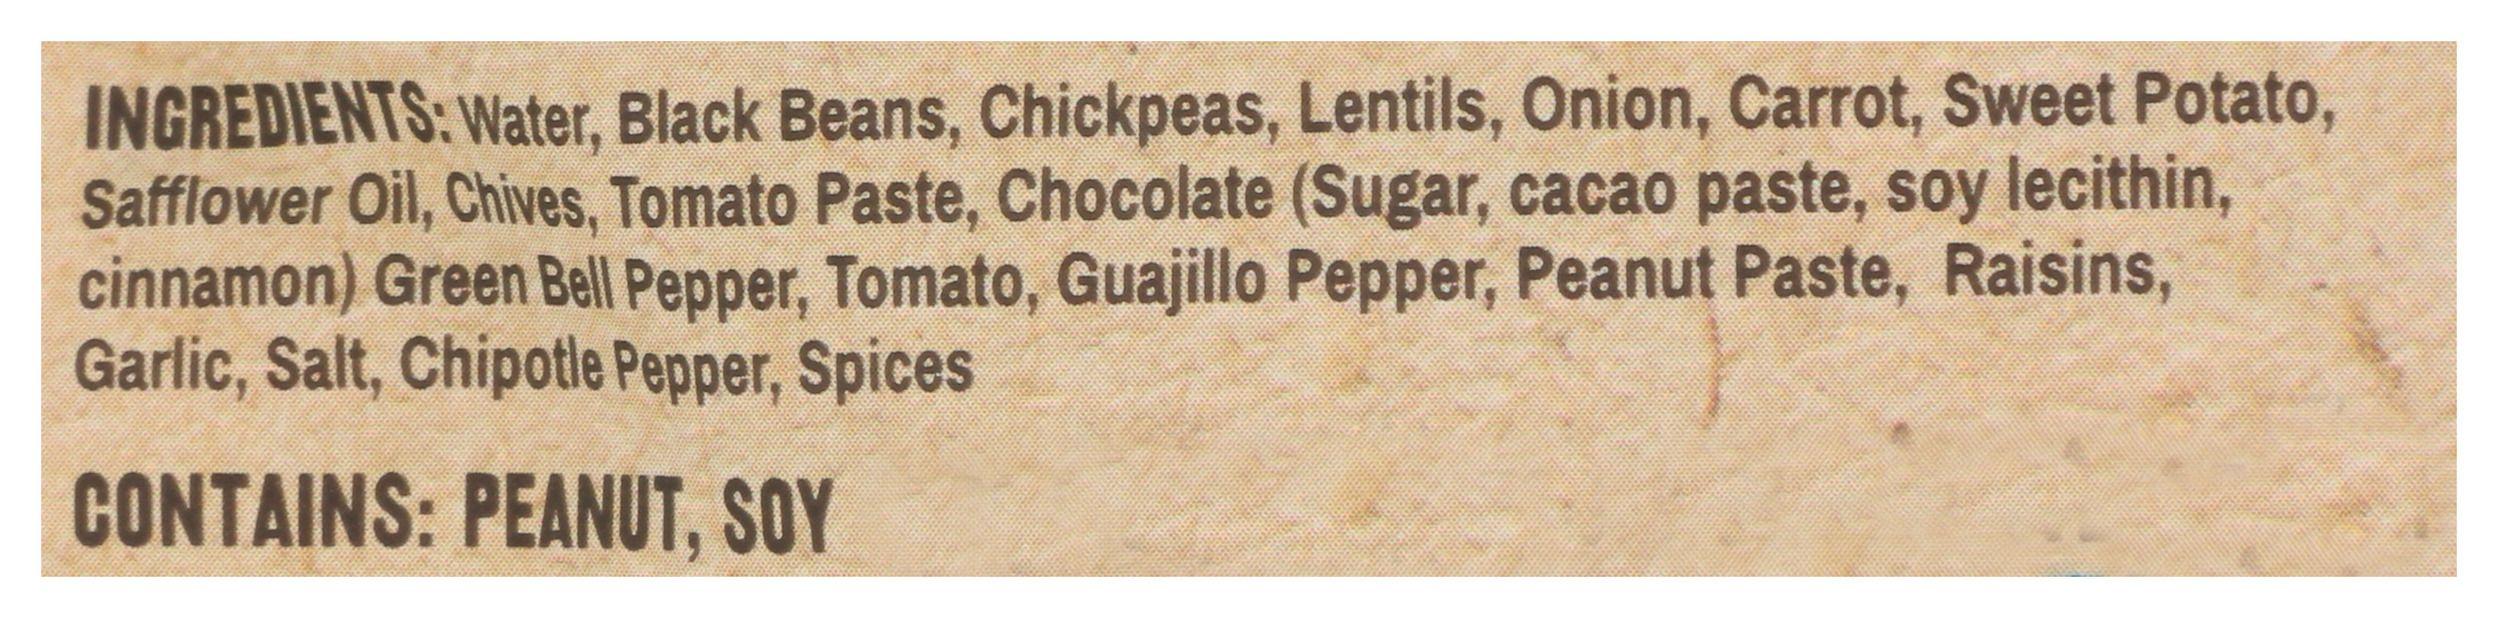 INGREDIENTS: Water, Black Beans, Chickpeas, Lentils, Onion, Carrot, Sweet Potato,
Safflower Oil, Chives, Tomato Paste, Chocolate (Sugar, cacao paste, soy lecithin,
cinnamon) Green Bell Pepper, Tomato, Guajillo Pepper, Peanut Paste, Raisins,
Garlic, Salt, Chipotle Pepper, Spices
CONTAINS: PEANUT, SOY